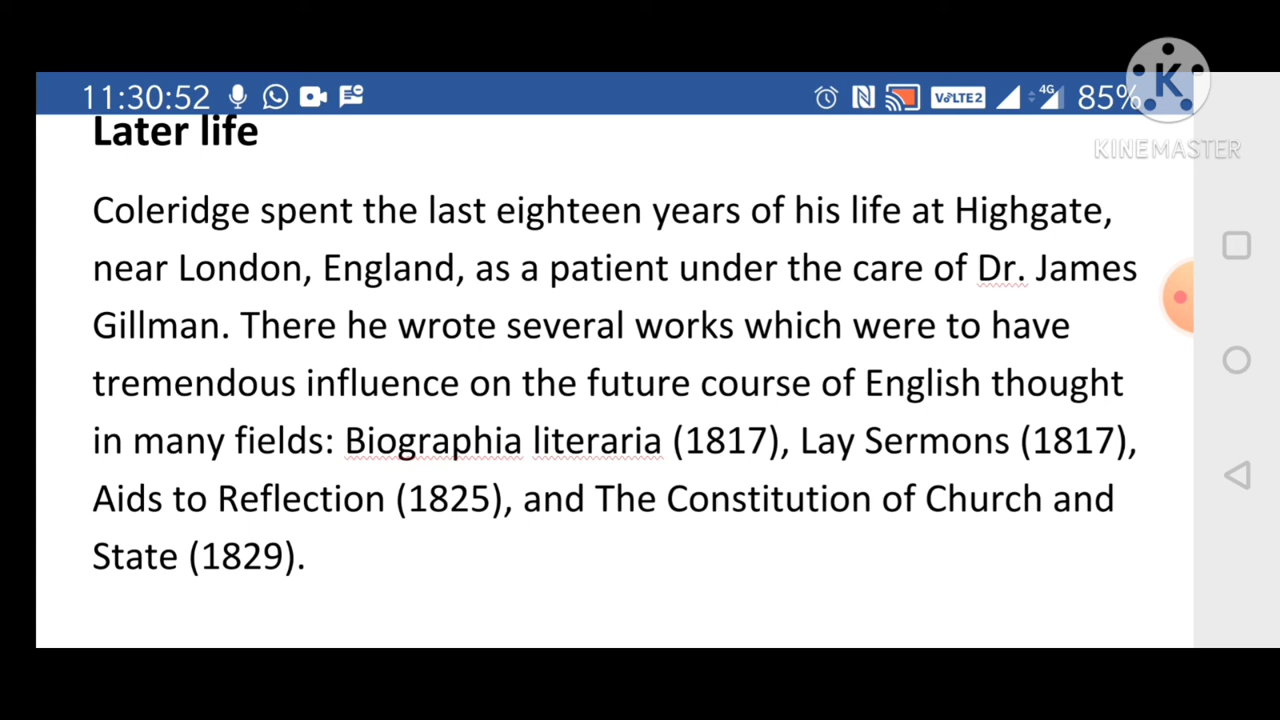 11:30:52 VoLTE2 4G 85%
K
KINEMASTER
Later life
Coleridge spent the last eighteen years of his life at Highgate,
near London, England, as a patient under the care of Dr. James
Gillman. There he wrote several works which were to have
tremendous influence on the future course of English thought
in many fields: Biographia literaria (1817), Lay Sermons (1817),
Aids to Reflection (1825), and The Constitution of Church and
State (1829).